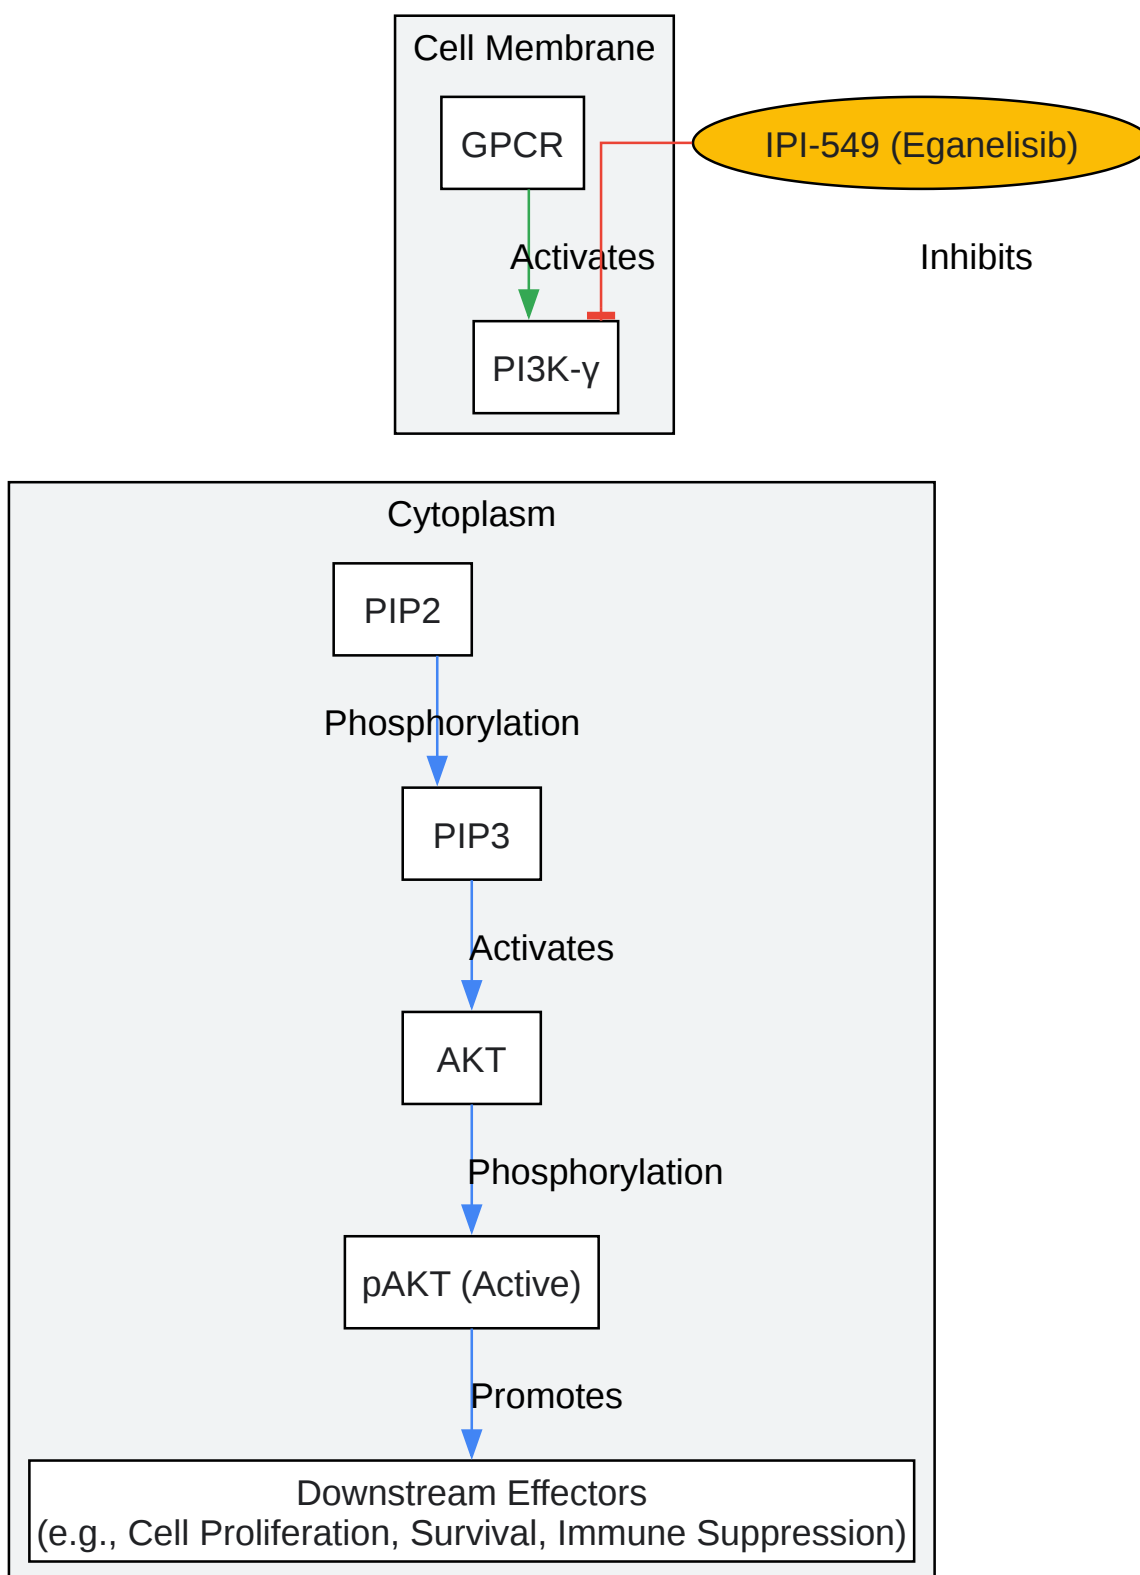 Cell Membrane
GPCR
IPI-549 (Eganelisib)
Activates
Inhibits
PI3K-γ
Cytoplasm
PIP2
Phosphorylation
PIP3
Activates
AKT
Phosphorylation
pAKT (Active)
Promotes
Downstream Effectors
(e.g., Cell Proliferation, Survival, Immune Suppression)